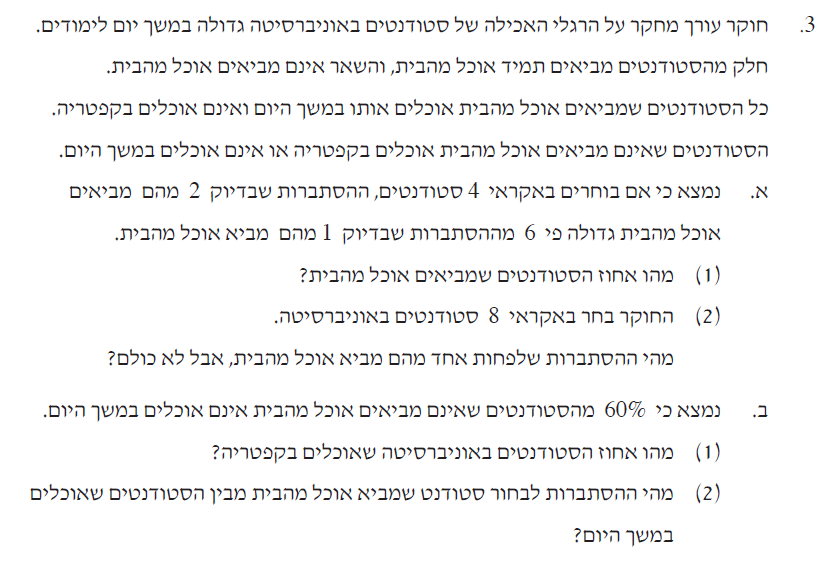 3. חוקר עורך מחקר על הרגלי האכילה של סטודנטים באוניברסיטה גדולה במשך יום לימודים.
חלק מהסטודנטים מביאים תמיד אוכל מהבית, והשאר אינם מביאים אוכל מהבית.
כל הסטודנטים שמביאים אוכל מהבית אוכלים אותו במשך היום ואינם אוכלים בקפטריה.
הסטודנטים שאינם מביאים אוכל מהבית אוכלים בקפטריה או אינם אוכלים במשך היום.
א. נמצא כי אם בוחרים באקראי 4 סטודנטים, ההסתברות שבדיוק 2 מהם מביאים
אוכל מהבית גדולה פי 6 מההסתברות שבדיוק 1 מהם מביא אוכל מהבית.
(1) מהו אחוז הסטודנטים שמביאים אוכל מהבית?
(2) החוקר בחר באקראי 8 סטודנטים באוניברסיטה.
מהי ההסתברות שלפחות אחד מהם מביא אוכל מהבית, אבל לא כולם?
ב. נמצא כי 60% מהסטודנטים שאינם מביאים אוכל מהבית אינם אוכלים במשך היום.
(1) מהו אחוז הסטודנטים באוניברסיטה שאוכלים בקפטריה?
(2) מהי ההסתברות לבחור סטודנט שמביא אוכל מהבית מבין הסטודנטים שאוכלים
במשך היום?